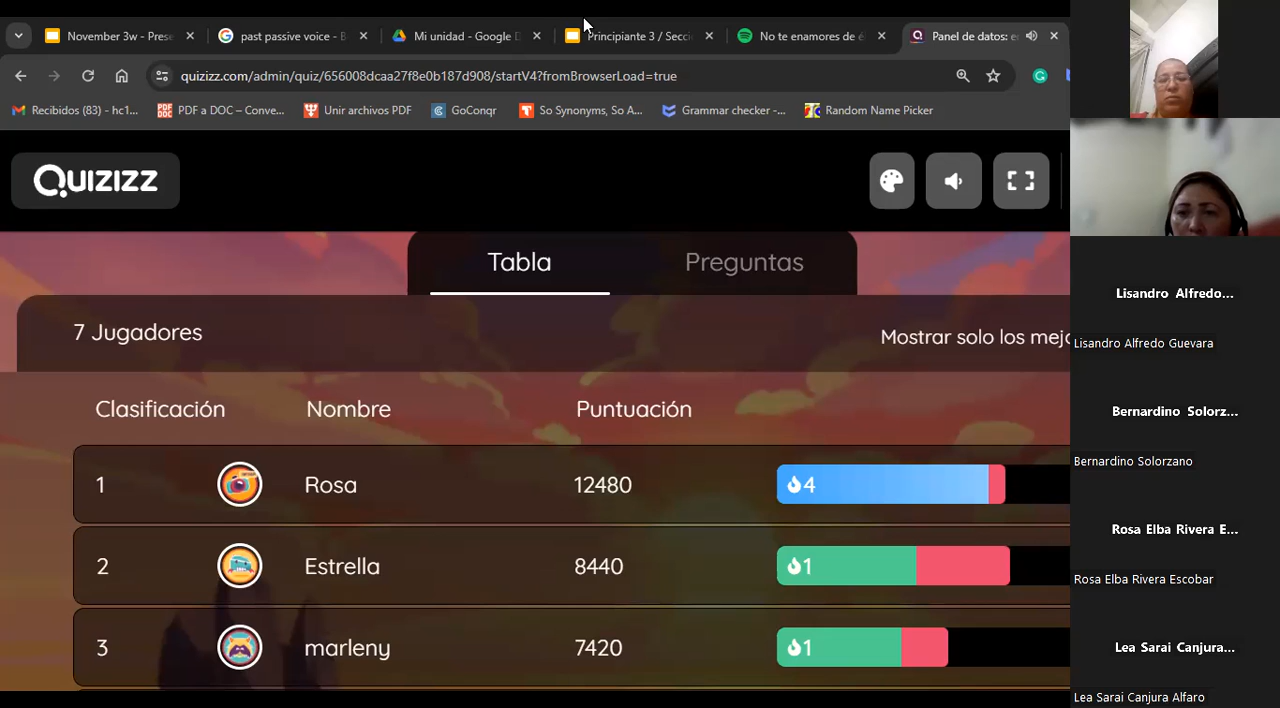 November 3w - Prese
past passive voice - B
Mi unidad - Google D
Principiante 3 / Secci
No te enamores de é
Panel de datos: e
quizizz.com/admin/quiz/656008dcaa27f8e0b187d908/startV4?fromBrowserLoad=true
Recibidos (83) - hc1...
PDF a DOC – Conve...
Unir archivos PDF
GoConqr
So Synonyms, So A...
Grammar checker -...
Random Name Picker
QUIZIZZ
Tabla
Preguntas
7 Jugadores
Mostrar solo los mejo
Clasificación Nombre Puntuación
1 Rosa 12480 4
2 Estrella 8440 1
3 marleny 7420 1
Lisandro Alfredo...
Lisandro Alfredo Guevara
Bernardino Solorz...
Bernardino Solorzano
Rosa Elba Rivera E...
Rosa Elba Rivera Escobar
Lea Sarai Canjura...
Lea Sarai Canjura Alfaro